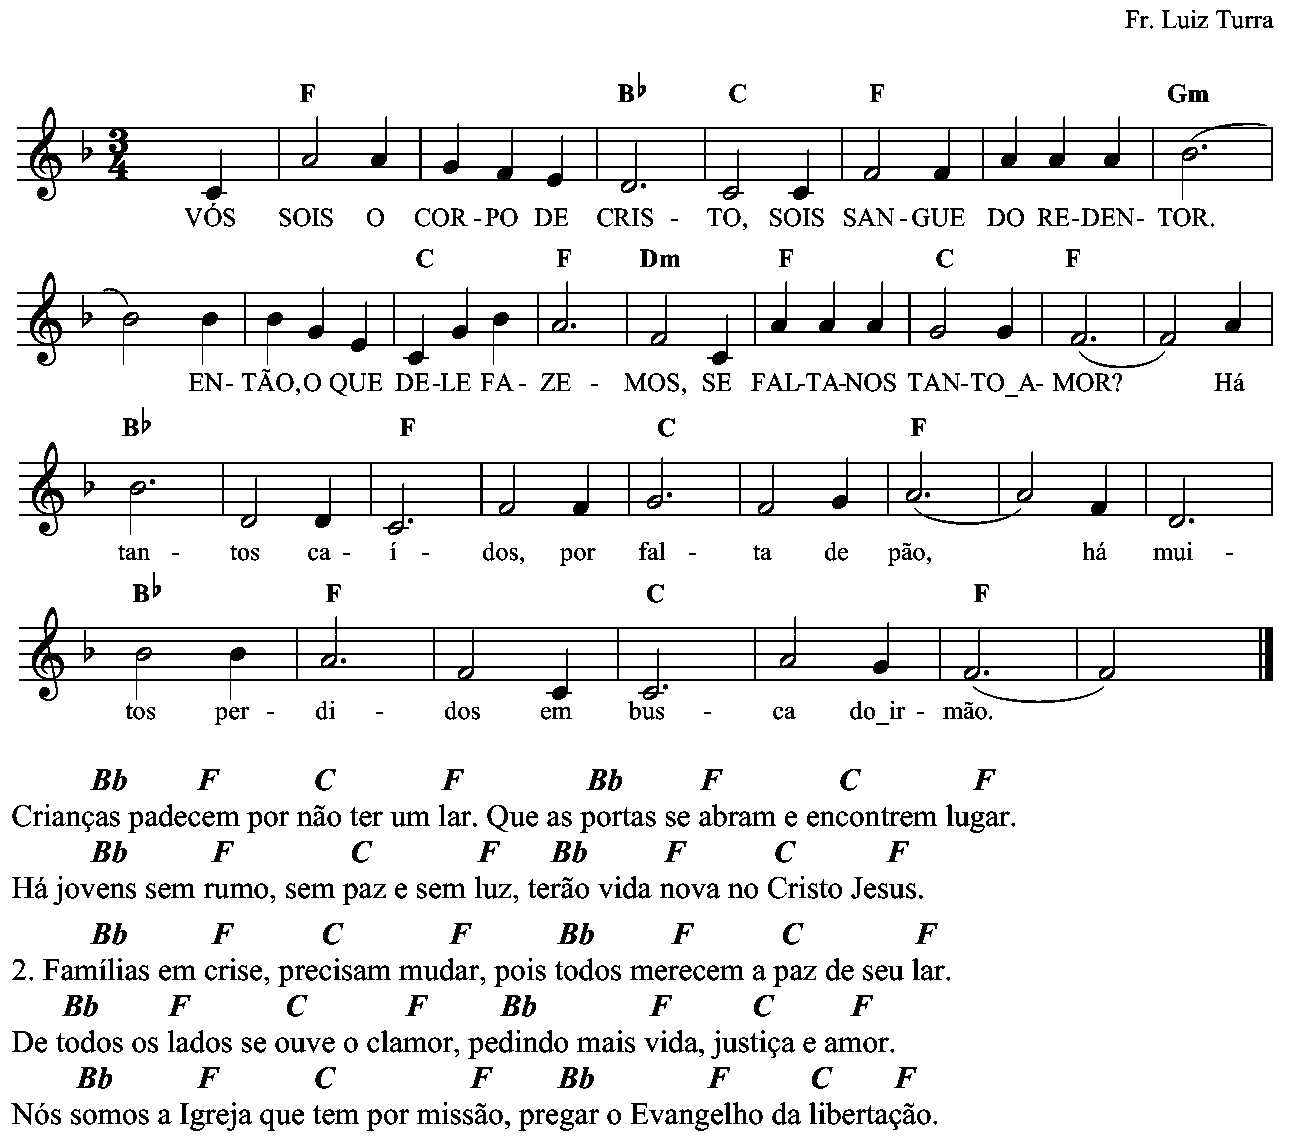 Fr. Luiz Turra
F B♭ C F Gm
3
4
VÓS SOIS O COR-PO DE CRIS - TO, SOIS SAN-GUE DO RE-DEN-TOR.
C F Dm F C F
EN-TÃO,O QUE DE-LE FA-ZE - MOS, SE FAL-TA-NOS TAN-TO_A-MOR? Há
B♭ F C F
tan- tos ca - í - dos, por fal- ta de pão, há mui -
B♭ F C F
tos per- di - dos em bus - ca do_ir - mão.
Bb F C F Bb F C F
Crianças padecem por não ter um lar. Que as portas se abram e encontrem lugar.
Bb F C F Bb F C F
Há jovens sem rumo, sem paz e sem luz, terão vida nova no Cristo Jesus.
Bb F C F Bb F C F
2. Famílias em crise, precisam mudar, pois todos merecem a paz de seu lar.
Bb F C F Bb F C F
De todos os lados se ouve o clamor, pedindo mais vida, justiça e amor.
Bb F C F Bb F C F
Nós somos a Igreja que tem por missão, pregar o Evangelho da libertação.